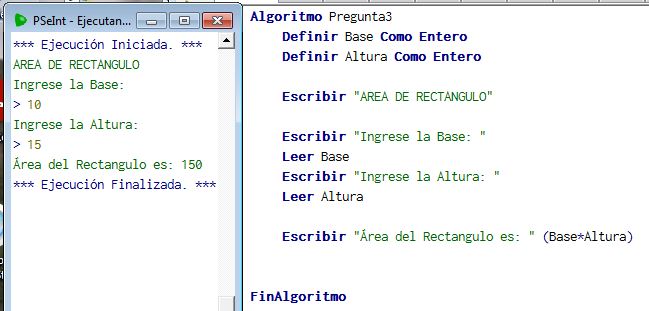 PSeInt - Ejecutan...
*** Ejecución Iniciada. ***
AREA DE RECTANGULO
Ingrese la Base:
> 10
Ingrese la Altura:
> 15
Área del Rectangulo es: 150
*** Ejecución Finalizada. ***
Algoritmo Pregunta3
Definir Base Como Entero
Definir Altura Como Entero
Escribir "AREA DE RECTANGULO"
Escribir "Ingrese la Base: "
Leer Base
Escribir "Ingrese la Altura: "
Leer Altura
Escribir "Área del Rectangulo es: " (Base*Altura)
FinAlgoritmo